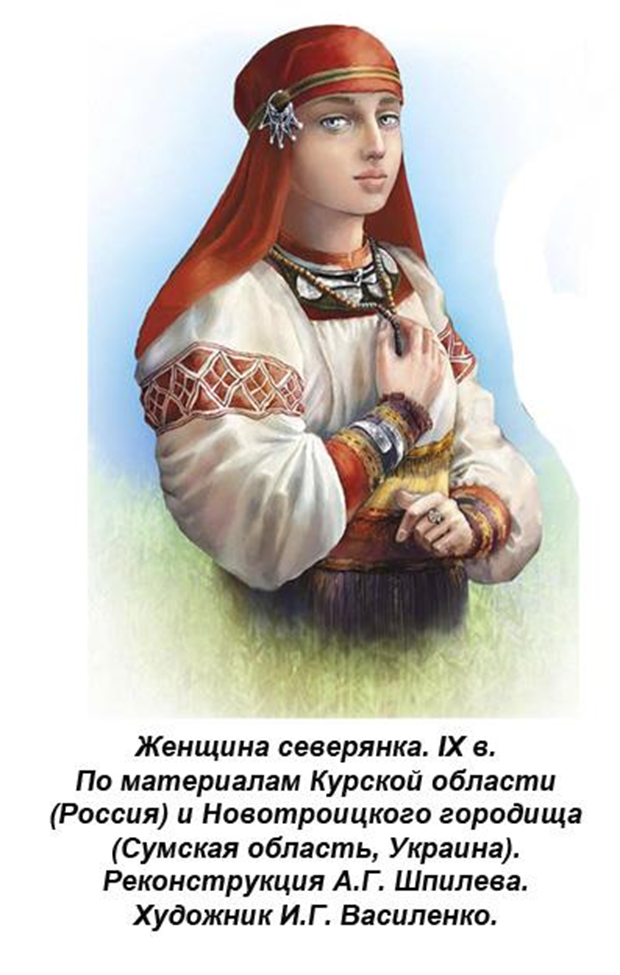 Женщина северянка. IX в.
По материалам Курской области
(Россия) и Новотроицкого городища
(Сумская область, Украина).
Реконструкция А.Г. Шпилева.
Художник И.Г. Василенко.